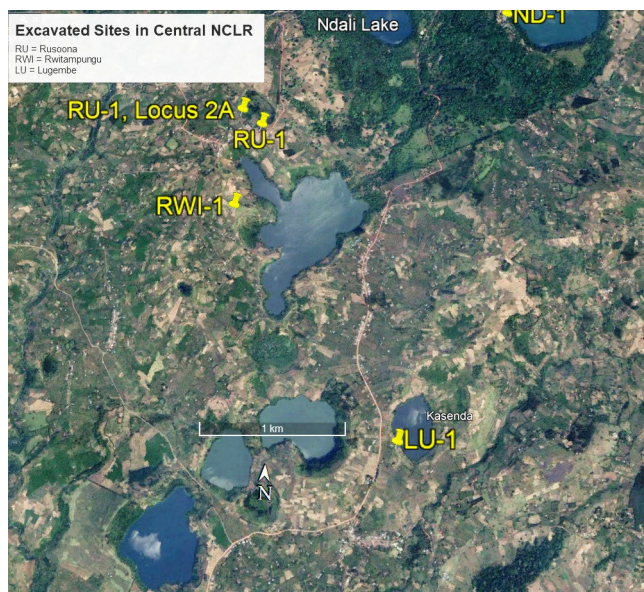 Excavated Sites in Central NCLR
RU = Rusoona
RWI = Rwitampungu
LU = Lugembe
Ndali Lake
ND-1
RU-1, Locus 2A
RU-1
RWI-1
Kasenda
LU-1
1 km
N